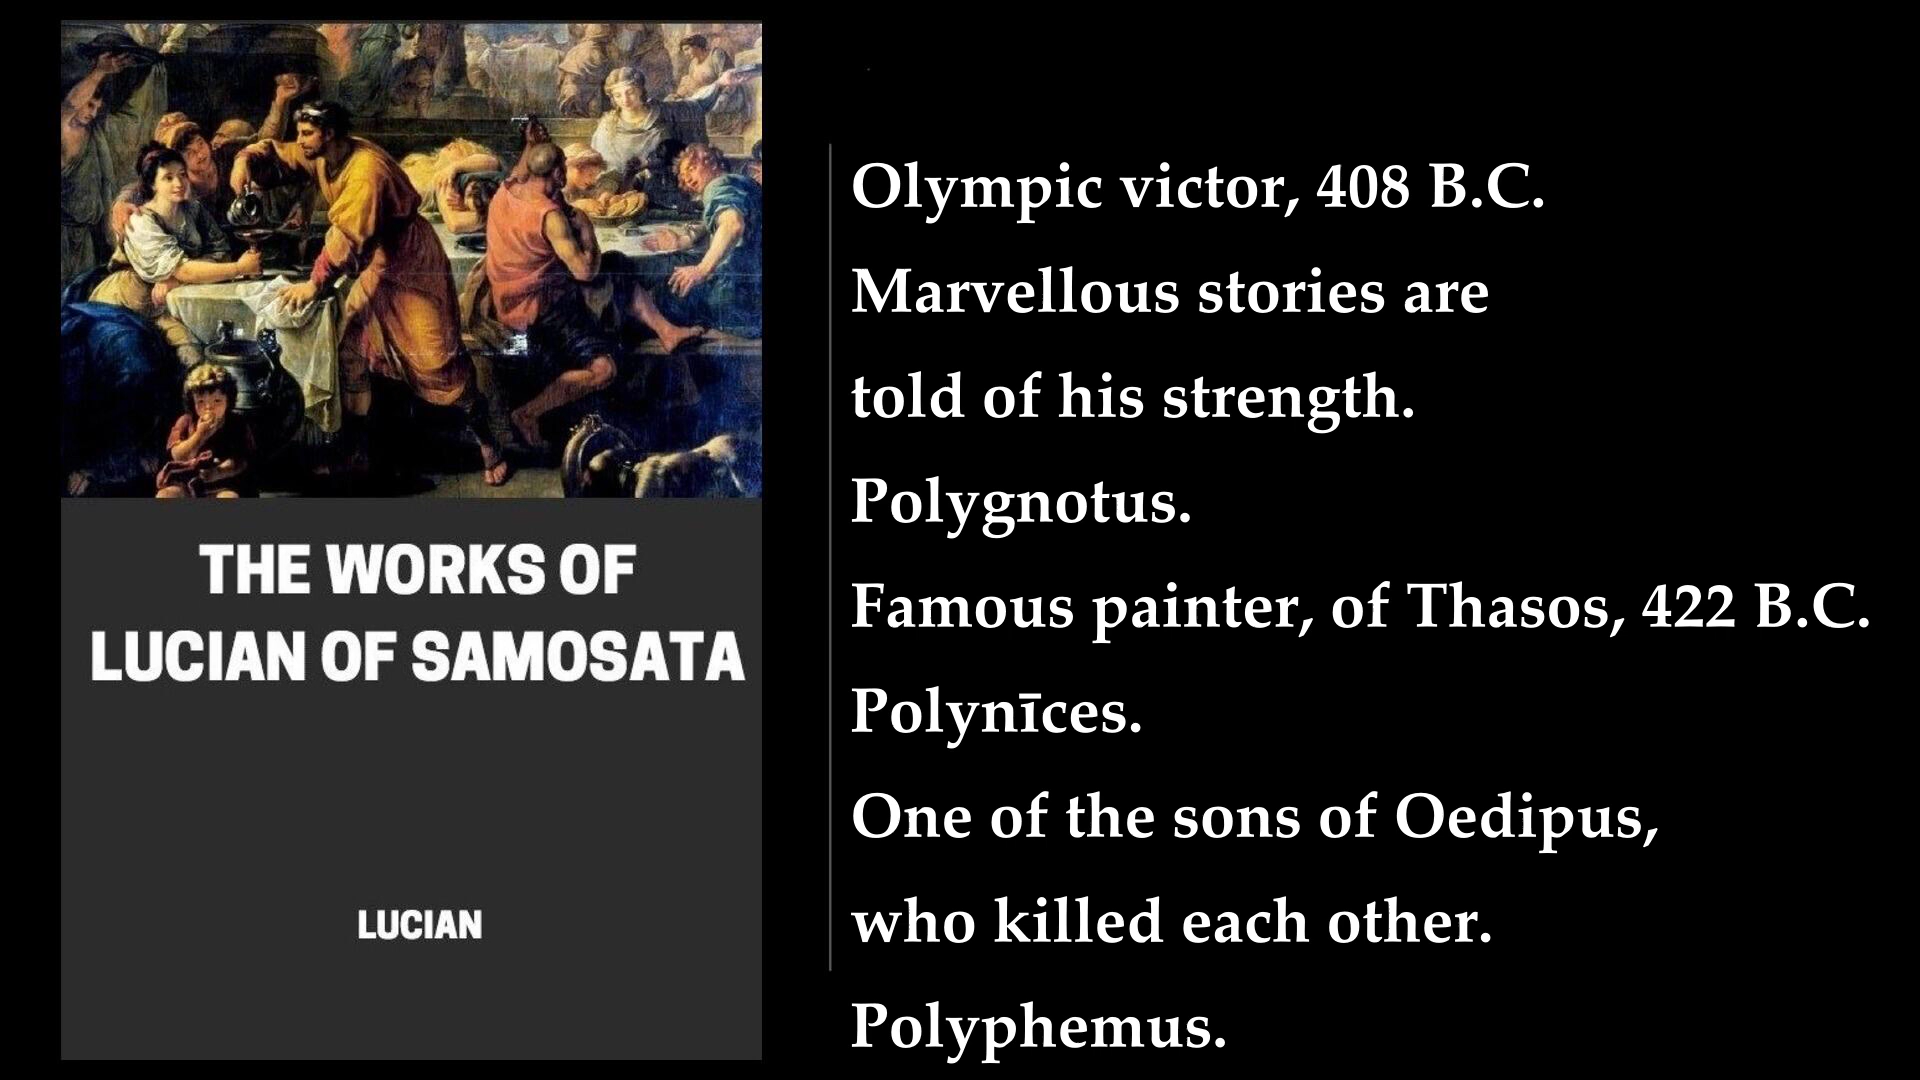 THE WORKS OF
LUCIAN OF SAMOSATA
LUCIAN
Olympic victor, 408 B.C.
Marvellous stories are
told of his strength.
Polygnotus.
Famous painter, of Thasos, 422 B.C.
Polynīces.
One of the sons of Oedipus,
who killed each other.
Polyphemus.